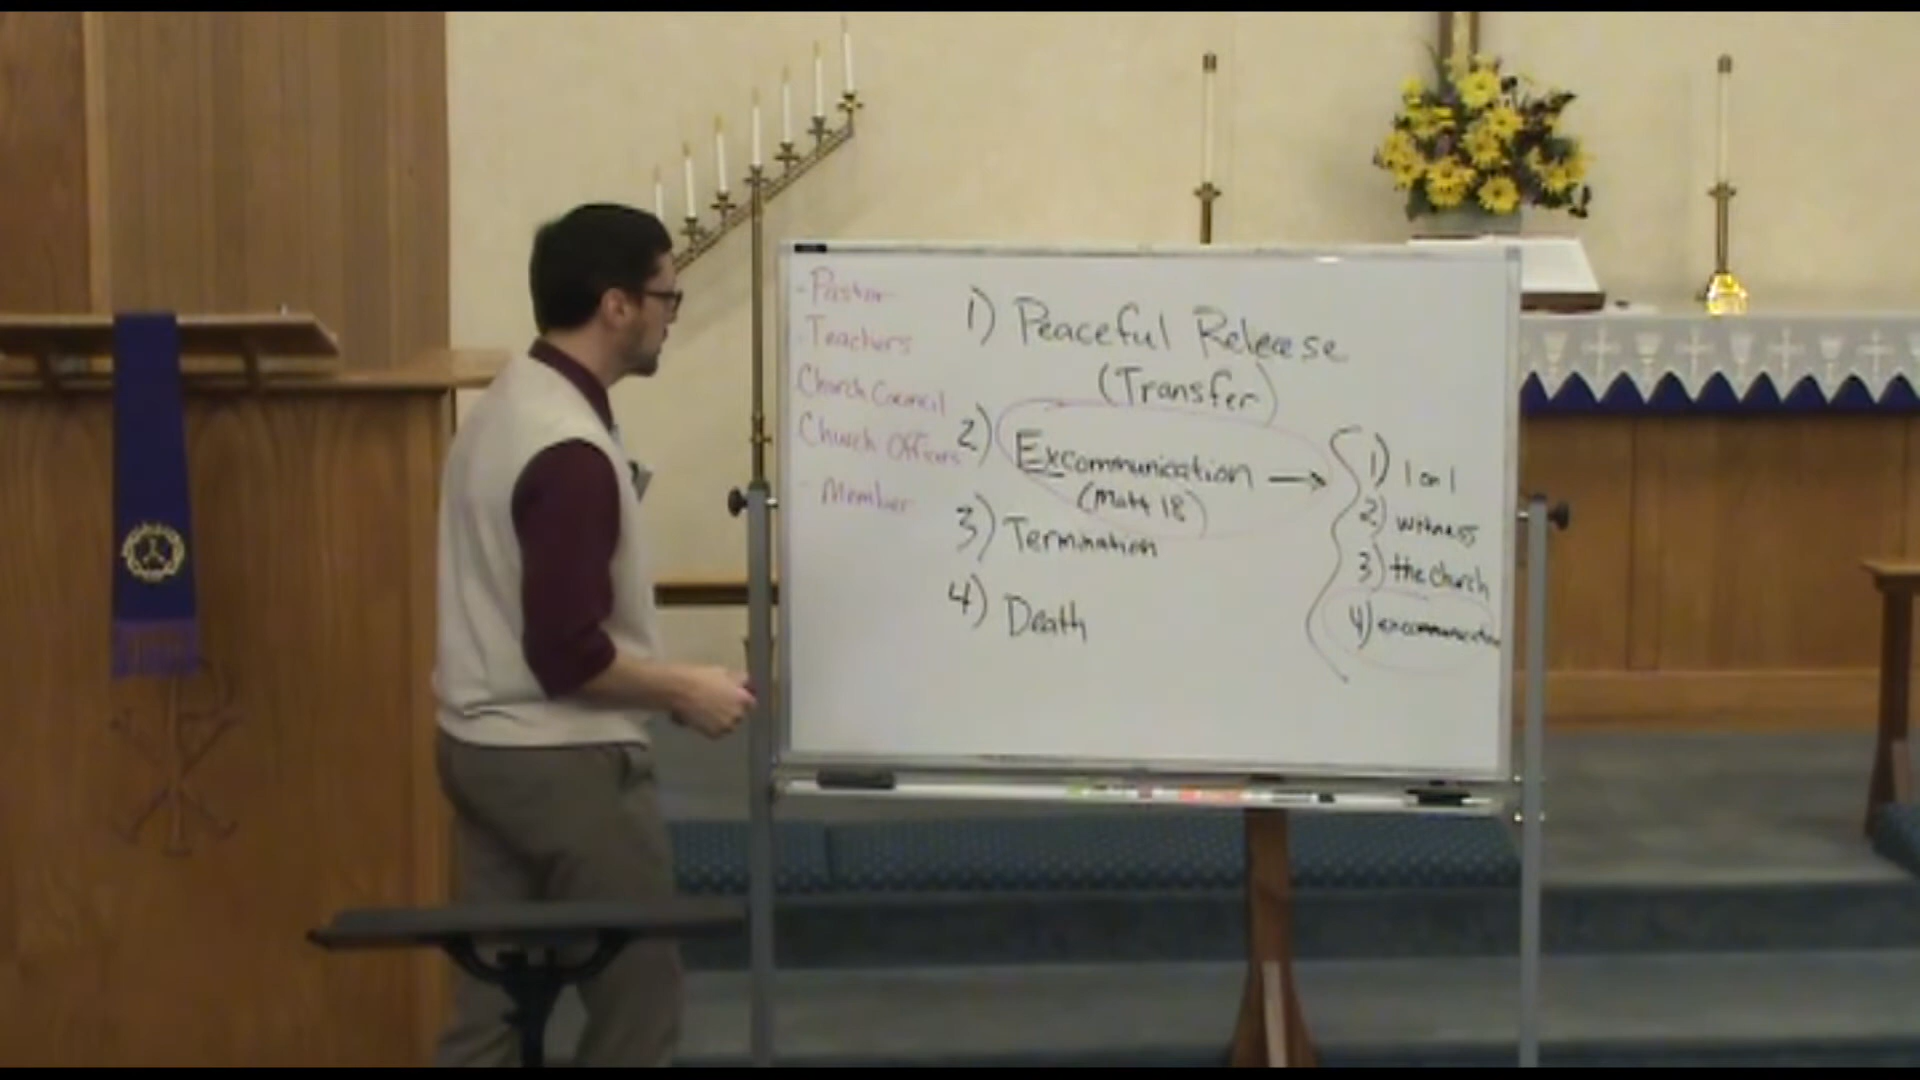 - Pastor
- Teachers
Church Council
Church Officers
- Member
1) Peaceful Release
(Transfer)
2) Excommunication →
(Matt 18)
3) Termination
4) Death
1) 1 on 1
2) witness
3) the church
4) excommunication